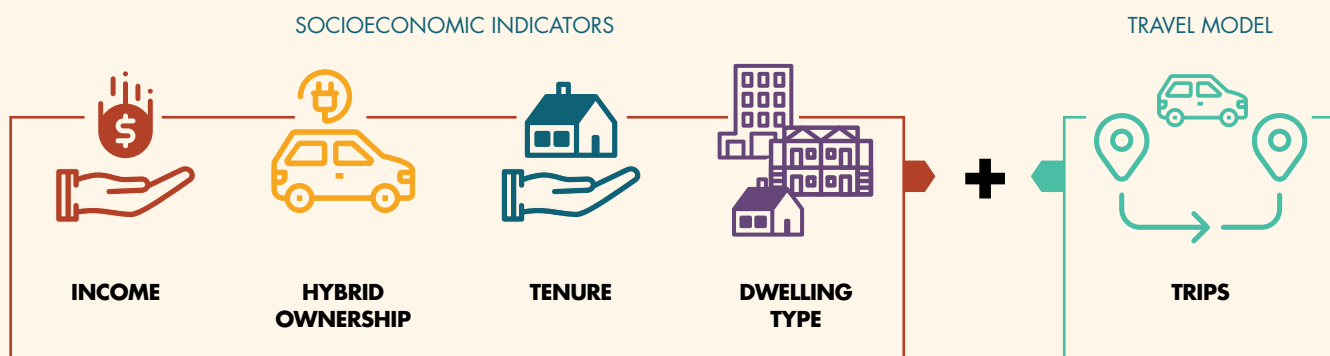 SOCIOECONOMIC INDICATORS
TRAVEL MODEL
$
INCOME
HYBRID
OWNERSHIP
TENURE
DWELLING
TYPE
+
TRIPS